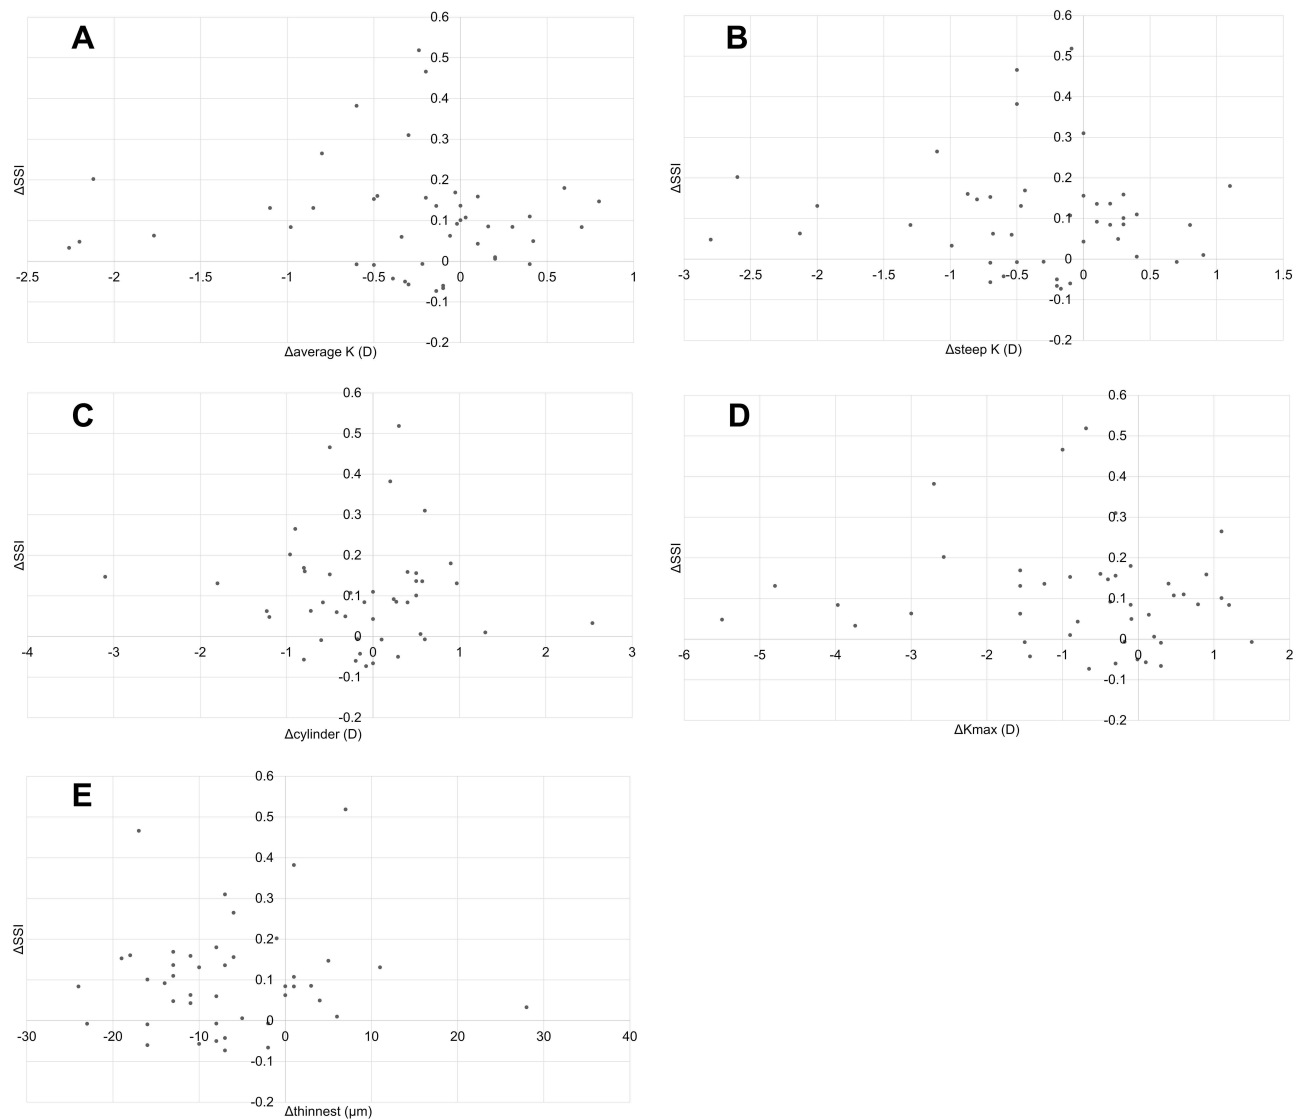 A
0.6
0.5
0.4
0.3
0.2
0.1
0
-0.1
-0.2
-2.5 -2 -1.5 -1 -0.5 0 0.5 1
ΔSSI
Δaverage K (D)
B
0.6
0.5
0.4
0.3
0.2
0.1
0
-0.1
-0.2
-3 -2.5 -2 -1.5 -1 -0.5 0 0.5 1 1.5
ΔSSI
Δsteep K (D)
C
0.6
0.5
0.4
0.3
0.2
0.1
0
-0.1
-0.2
-4 -3 -2 -1 0 1 2 3
ΔSSI
Δcylinder (D)
D
0.6
0.5
0.4
0.3
0.2
0.1
0
-0.1
-0.2
-6 -5 -4 -3 -2 -1 0 1 2
ΔSSI
ΔKmax (D)
E
0.6
0.5
0.4
0.3
0.2
0.1
0
-0.1
-0.2
-30 -20 -10 0 10 20 30 40
ΔSSI
Δthinnest (μm)